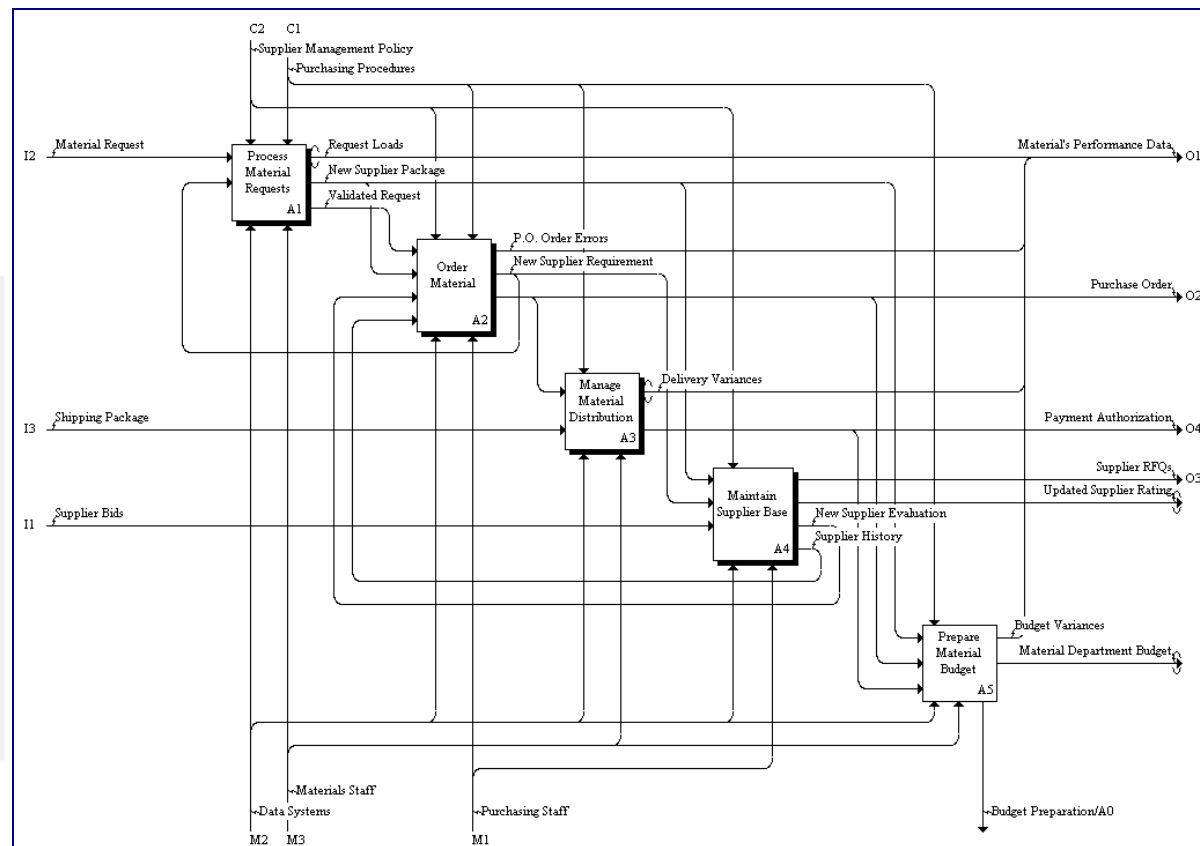 C2 C1
Supplier Management Policy
Purchasing Procedures
I2
Material Request
Process
Material
Requests
A1
Request Loads
New Supplier Package
Validated Request
Material's Performance Data
O1
Order
Material
A2
P.O. Order Errors
New Supplier Requirement
Purchase Order
O2
I3
Shipping Package
Manage
Material
Distribution
A3
Delivery Variances
Payment Authorization
O4
I1
Supplier Bids
Maintain
Supplier Base
A4
Supplier RFQs
O3
Updated Supplier Rating
New Supplier Evaluation
Supplier History
Prepare
Material
Budget
A5
Budget Variances
Material Department Budget
Materials Staff
Data Systems
Purchasing Staff
Budget Preparation/A0
M2 M3 M1